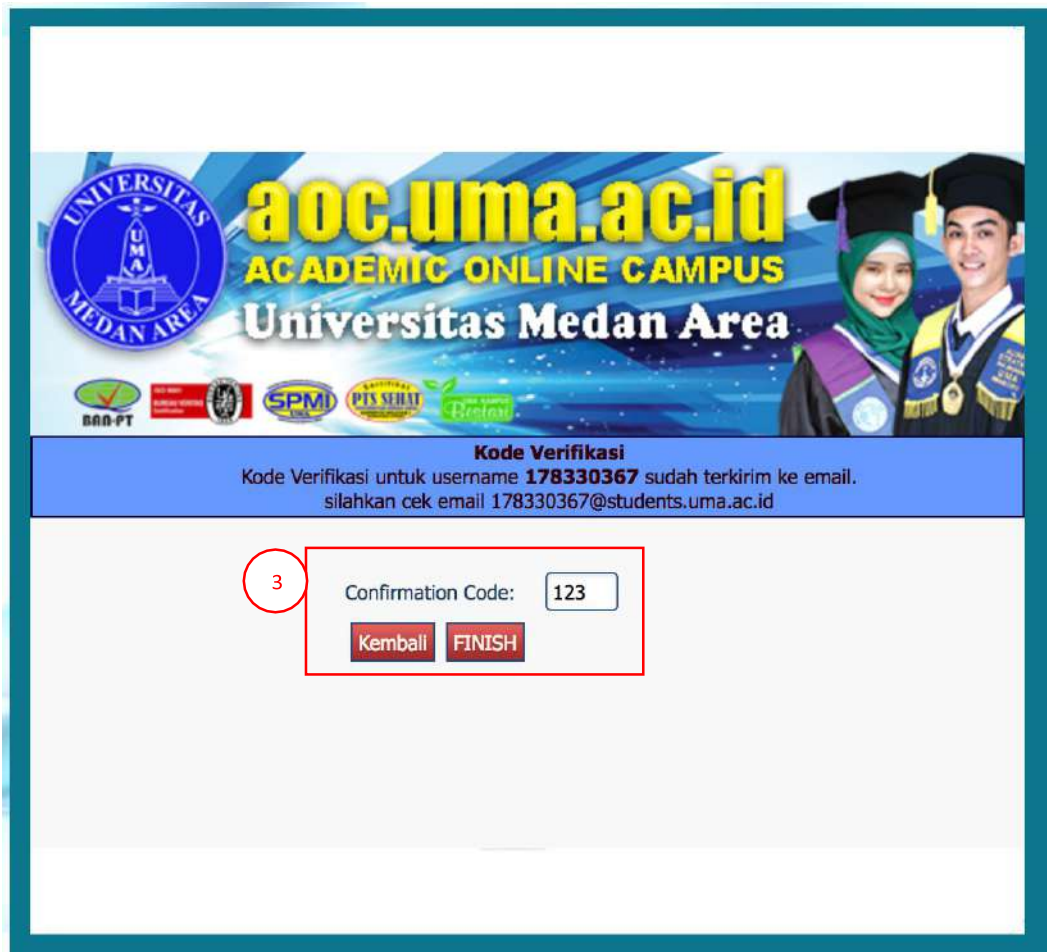 UNIVERSITAS
UMA
MEDAN AREA
aoc.uma.ac.id
ACADEMIC ONLINE CAMPUS
Universitas Medan Area
BAN-PT
SPMI
UMA
PTS SEHAT
Bestari
Kode Verifikasi
Kode Verifikasi untuk username 178330367 sudah terkirim ke email.
silahkan cek email 178330367@students.uma.ac.id
3
Confirmation Code: 123
Kembali FINISH